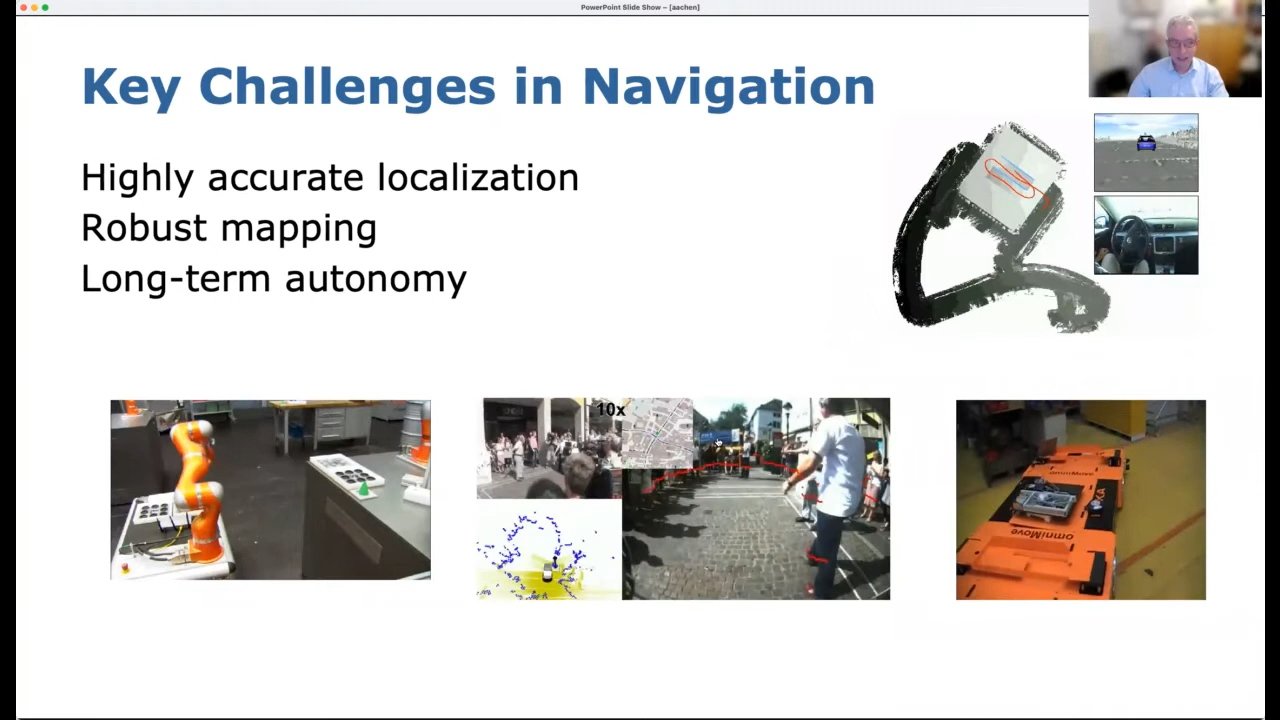 PowerPoint Slide Show – [aachen]
Key Challenges in Navigation
Highly accurate localization
Robust mapping
Long-term autonomy
10x
omniMove